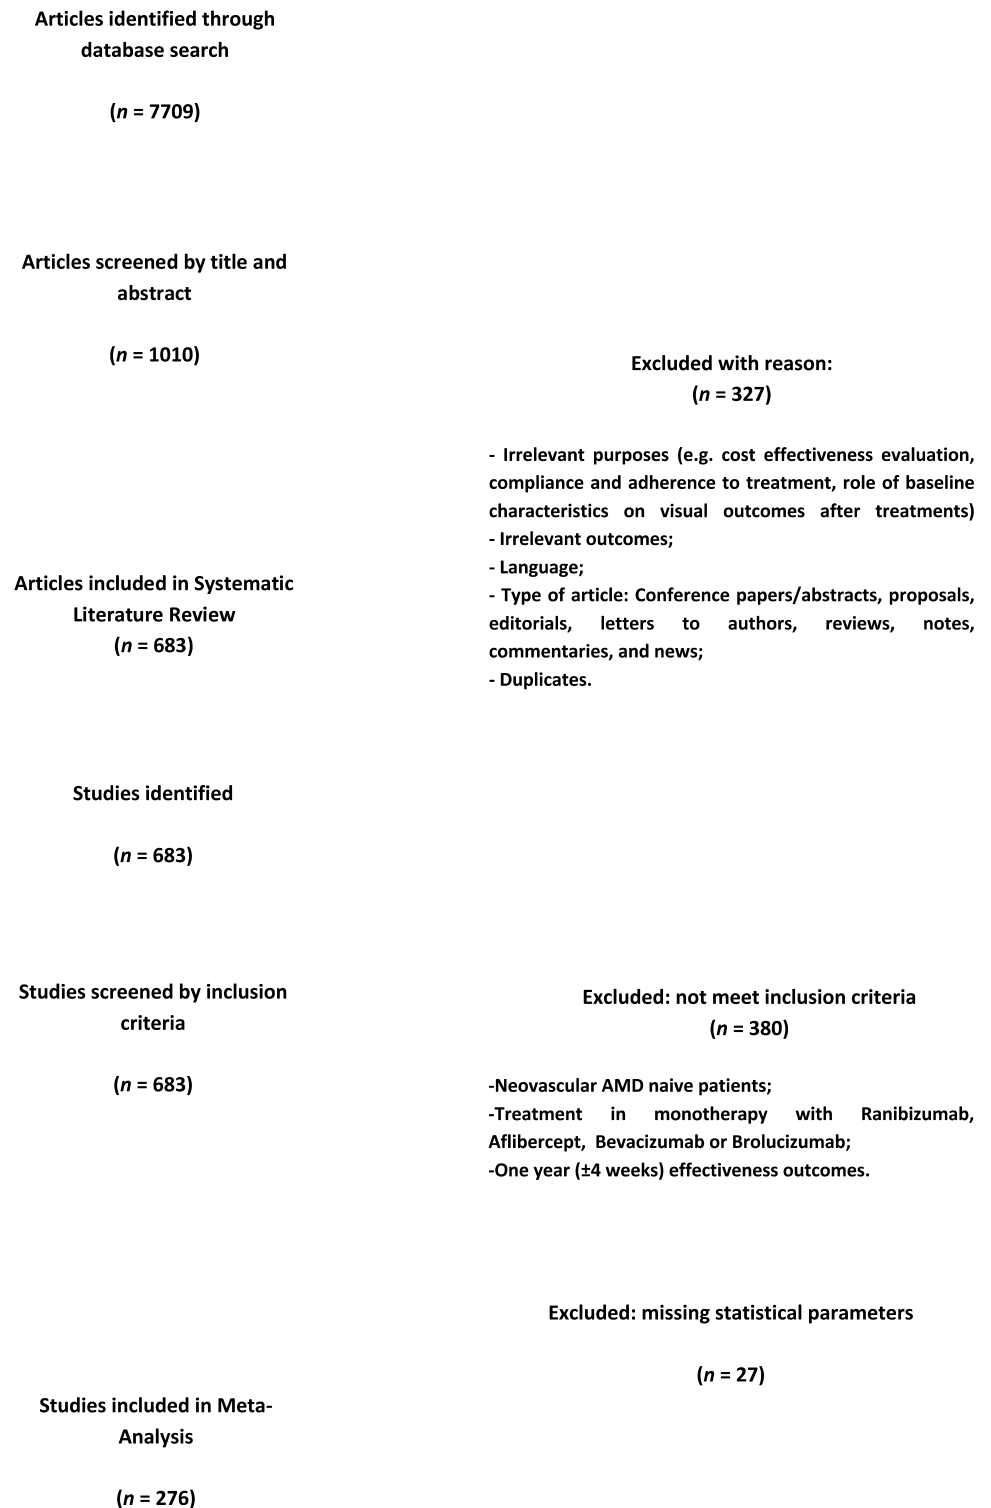 Articles identified through
database search
(n = 7709)
Articles screened by title and
abstract
(n = 1010)
Excluded with reason:
(n = 327)
- Irrelevant purposes (e.g. cost effectiveness evaluation,
compliance and adherence to treatment, role of baseline
characteristics on visual outcomes after treatments)
- Irrelevant outcomes;
- Language;
- Type of article: Conference papers/abstracts, proposals,
editorials, letters to authors, reviews, notes,
commentaries, and news;
- Duplicates.
Articles included in Systematic
Literature Review
(n = 683)
Studies identified
(n = 683)
Studies screened by inclusion
criteria
(n = 683)
Excluded: not meet inclusion criteria
(n = 380)
-Neovascular AMD naive patients;
-Treatment in monotherapy with Ranibizumab,
Aflibercept, Bevacizumab or Brolucizumab;
-One year (±4 weeks) effectiveness outcomes.
Excluded: missing statistical parameters
(n = 27)
Studies included in Meta-
Analysis
(n = 276)